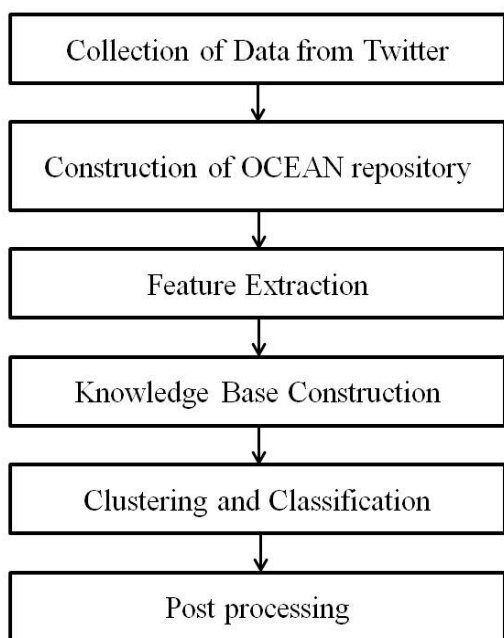 Collection of Data from Twitter
Construction of OCEAN repository
Feature Extraction
Knowledge Base Construction
Clustering and Classification
Post processing